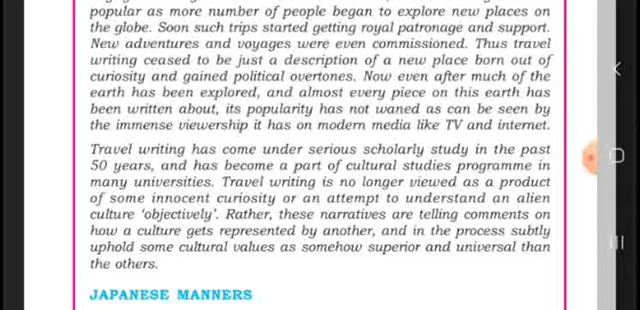 popular as more number of people began to explore new places on
the globe. Soon such trips started getting royal patronage and support.
New adventures and voyages were even commissioned. Thus travel
writing ceased to be just a description of a new place born out of
curiosity and gained political overtones. Now even after much of the
earth has been explored, and almost every piece on this earth has
been written about, its popularity has not waned as can be seen by
the immense viewership it has on modern media like TV and internet.
Travel writing has come under serious scholarly study in the past
50 years, and has become a part of cultural studies programme in
many universities. Travel writing is no longer viewed as a product
of some innocent curiosity or an attempt to understand an alien
culture ‘objectively’. Rather, these narratives are telling comments on
how a culture gets represented by another, and in the process subtly
uphold some cultural values as somehow superior and universal than
the others.
JAPANESE MANNERS